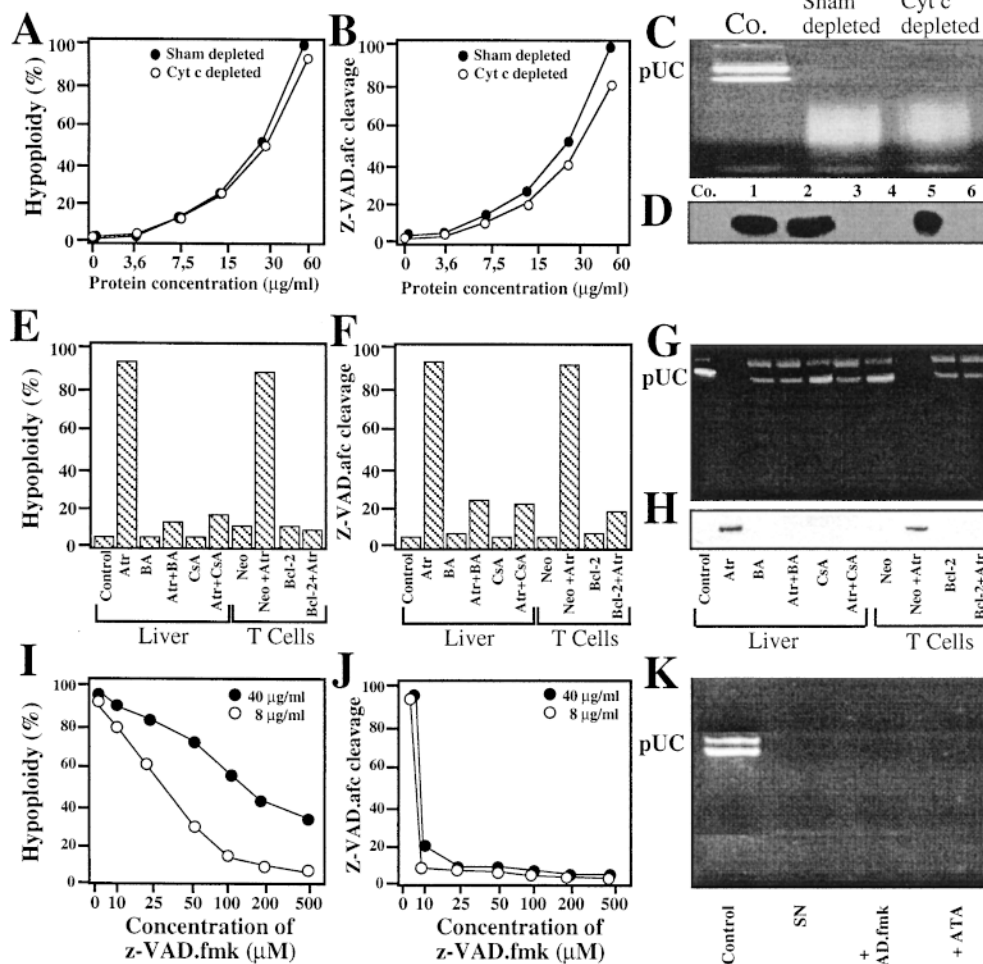 A
Hypoploidy (%)
100
80
60
40
20
0
Sham depleted
Cyt c depleted
0 3,6 7,5 15 30 60
Protein concentration (µg/ml)
B
Z-VAD.afc cleavage
100
80
60
40
20
0
Sham depleted
Cyt c depleted
0 3,6 7,5 15 30 60
Protein concentration (µg/ml)
C
Co.
Sham
depleted
Cyt c
depleted
pUC
D
Co. 1 2 3 4 5 6
E
Hypoploidy (%)
100
80
60
40
20
0
Control
Atr
BA
Atr+BA
CsA
Atr+CsA
Neo
Neo +Atr
Bcl-2
Bcl-2+Atr
Liver
T Cells
F
Z-VAD.afc cleavage
100
80
60
40
20
0
Control
Atr
BA
Atr+BA
CsA
Atr+CsA
Neo
Neo +Atr
Bcl-2
Bcl-2+Atr
Liver
T Cells
G
pUC
H
Control
Atr
BA
Atr+BA
CsA
Atr+CsA
Neo
Neo +Atr
Bcl-2
Bcl-2+Atr
Liver
T Cells
I
Hypoploidy (%)
100
80
60
40
20
0
40 µg/ml
8 µg/ml
0 10 25 50 100 200 500
Concentration of
z-VAD.fmk (µM)
J
Z-VAD.afc cleavage
100
80
60
40
20
0
40 µg/ml
8 µg/ml
0 10 25 50 100 200 500
Concentration of
z-VAD.fmk (µM)
K
pUC
Control
SN
+
AD.fmk
+ ATA